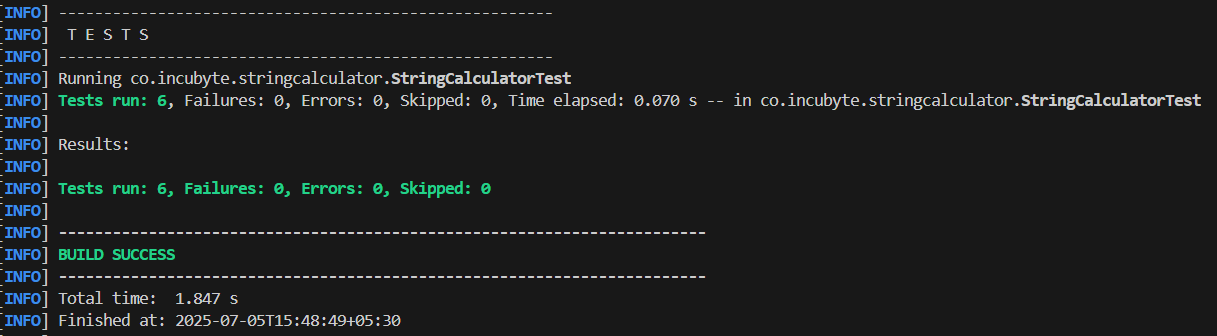 [INFO] -------------------------------------------------------
[INFO]  T E S T S
[INFO] -------------------------------------------------------
[INFO] Running co.incubyte.stringcalculator.StringCalculatorTest
[INFO] Tests run: 6, Failures: 0, Errors: 0, Skipped: 0, Time elapsed: 0.070 s -- in co.incubyte.stringcalculator.StringCalculatorTest
[INFO]
[INFO] Results:
[INFO]
[INFO] Tests run: 6, Failures: 0, Errors: 0, Skipped: 0
[INFO]
[INFO] ------------------------------------------------------------------------
[INFO] BUILD SUCCESS
[INFO] ------------------------------------------------------------------------
[INFO] Total time:  1.847 s
[INFO] Finished at: 2025-07-05T15:48:49+05:30